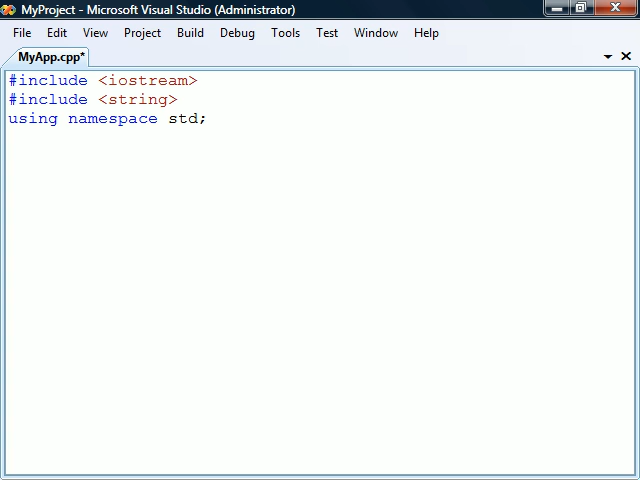 MyProject - Microsoft Visual Studio (Administrator)
File Edit View Project Build Debug Tools Test Window Help
MyApp.cpp*
#include <iostream>
#include <string>
using namespace std;